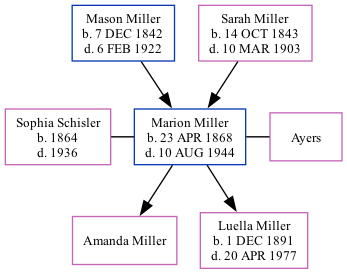 Mason Miller
b. 7 DEC 1842
d. 6 FEB 1922
Sarah Miller
b. 14 OCT 1843
d. 10 MAR 1903
Sophia Schisler
b. 1864
d. 1936
Marion Miller
b. 23 APR 1868
d. 10 AUG 1944
Ayers
Amanda Miller
Luella Miller
b. 1 DEC 1891
d. 20 APR 1977